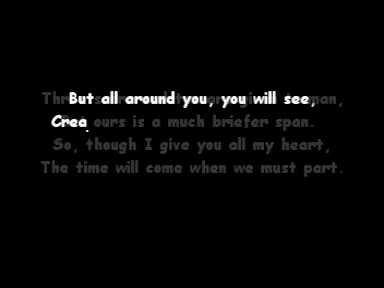 But all around you, you will see,
Crea
ours is a much briefer span.
So, though I give you all my heart,
The time will come when we must part.